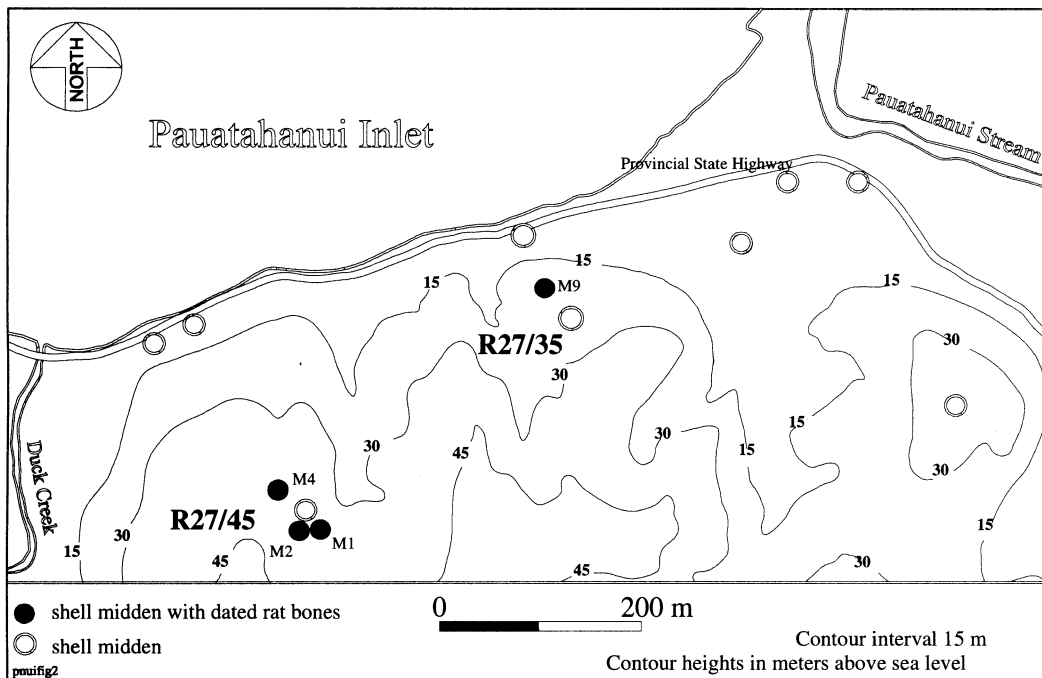 NORTH
Pauatahanui Inlet
Pauatahanui Stream
Provincial State Highway
15
15
15
M9
R27/35
30
30
30
30
15
15
45
30
M4
R27/45
M2
M1
Duck Creek
15
30
45
45
30
15
shell midden with dated rat bones
shell midden
pnuifig2
0
200 m
Contour interval 15 m
Contour heights in meters above sea level